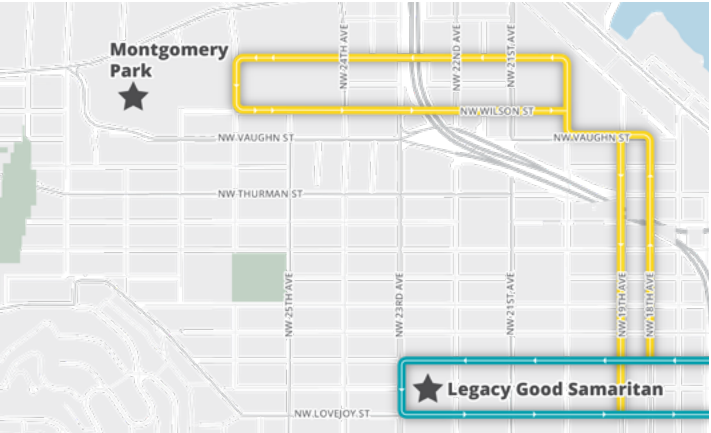 Montgomery
Park
NW 24TH AVE
NW 22ND AVE
NW 21ST AVE
NW WILSON ST
NW VAUGHN ST
NW VAUGHN ST
NW THURMAN ST
NW 25TH AVE
NW 23RD AVE
NW 21ST AVE
NW 19TH AVE
NW 18TH AVE
Legacy Good Samaritan
NW LOVEJOY ST